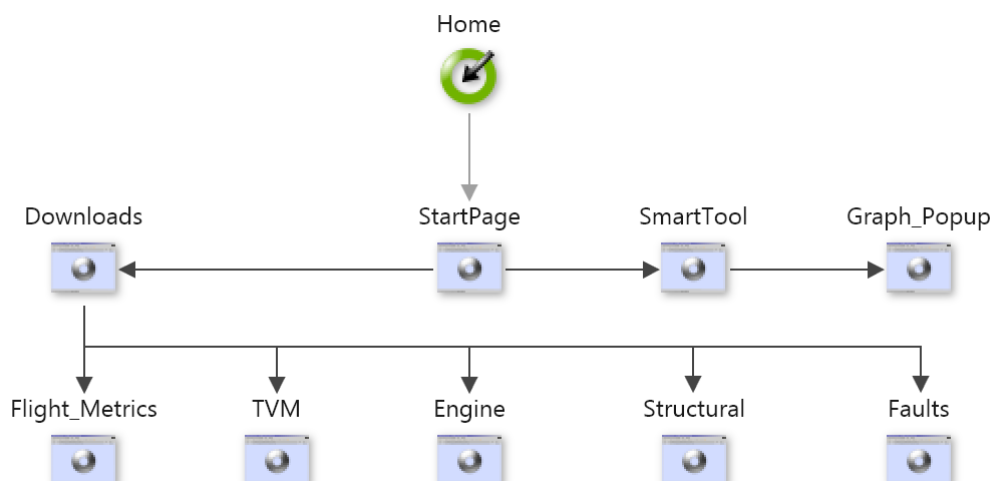 Home
Downloads
StartPage
SmartTool
Graph_Popup
Flight_Metrics
TVM
Engine
Structural
Faults